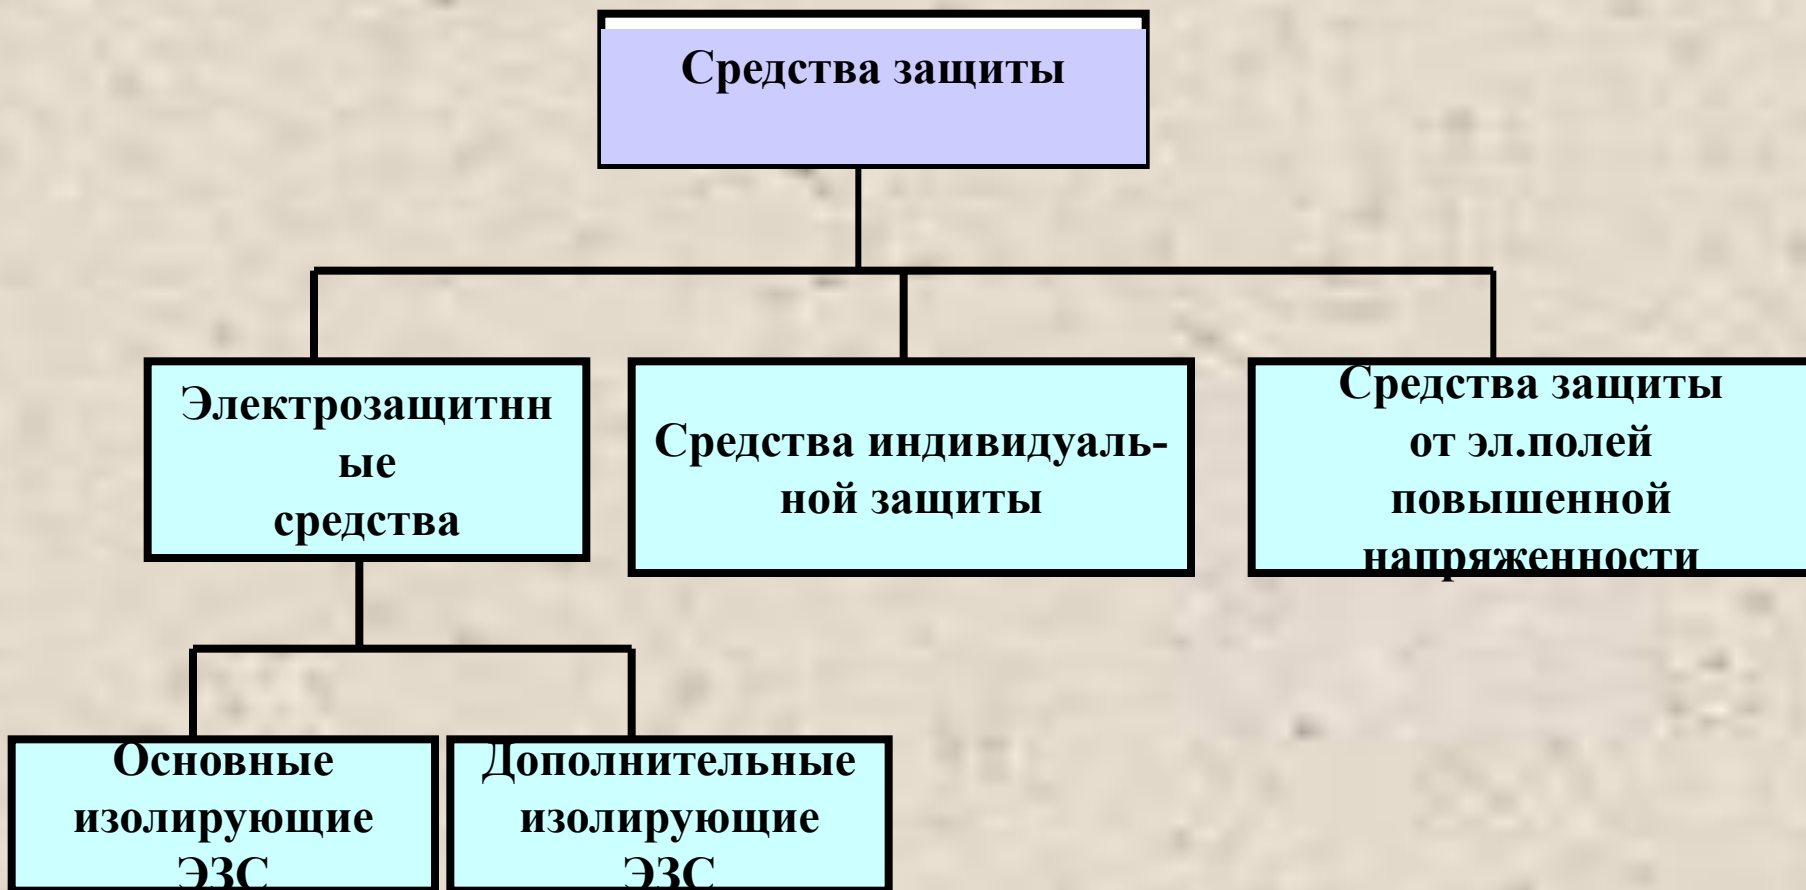 Средства защиты
Электрозащитнн
ые
средства
Средства индивидуаль-
ной защиты
Средства защиты
от эл.полей
повышенной
напряженности
Основные
изолирующие
ЭЗС
Дополнительные
изолирующие
ЭЗС